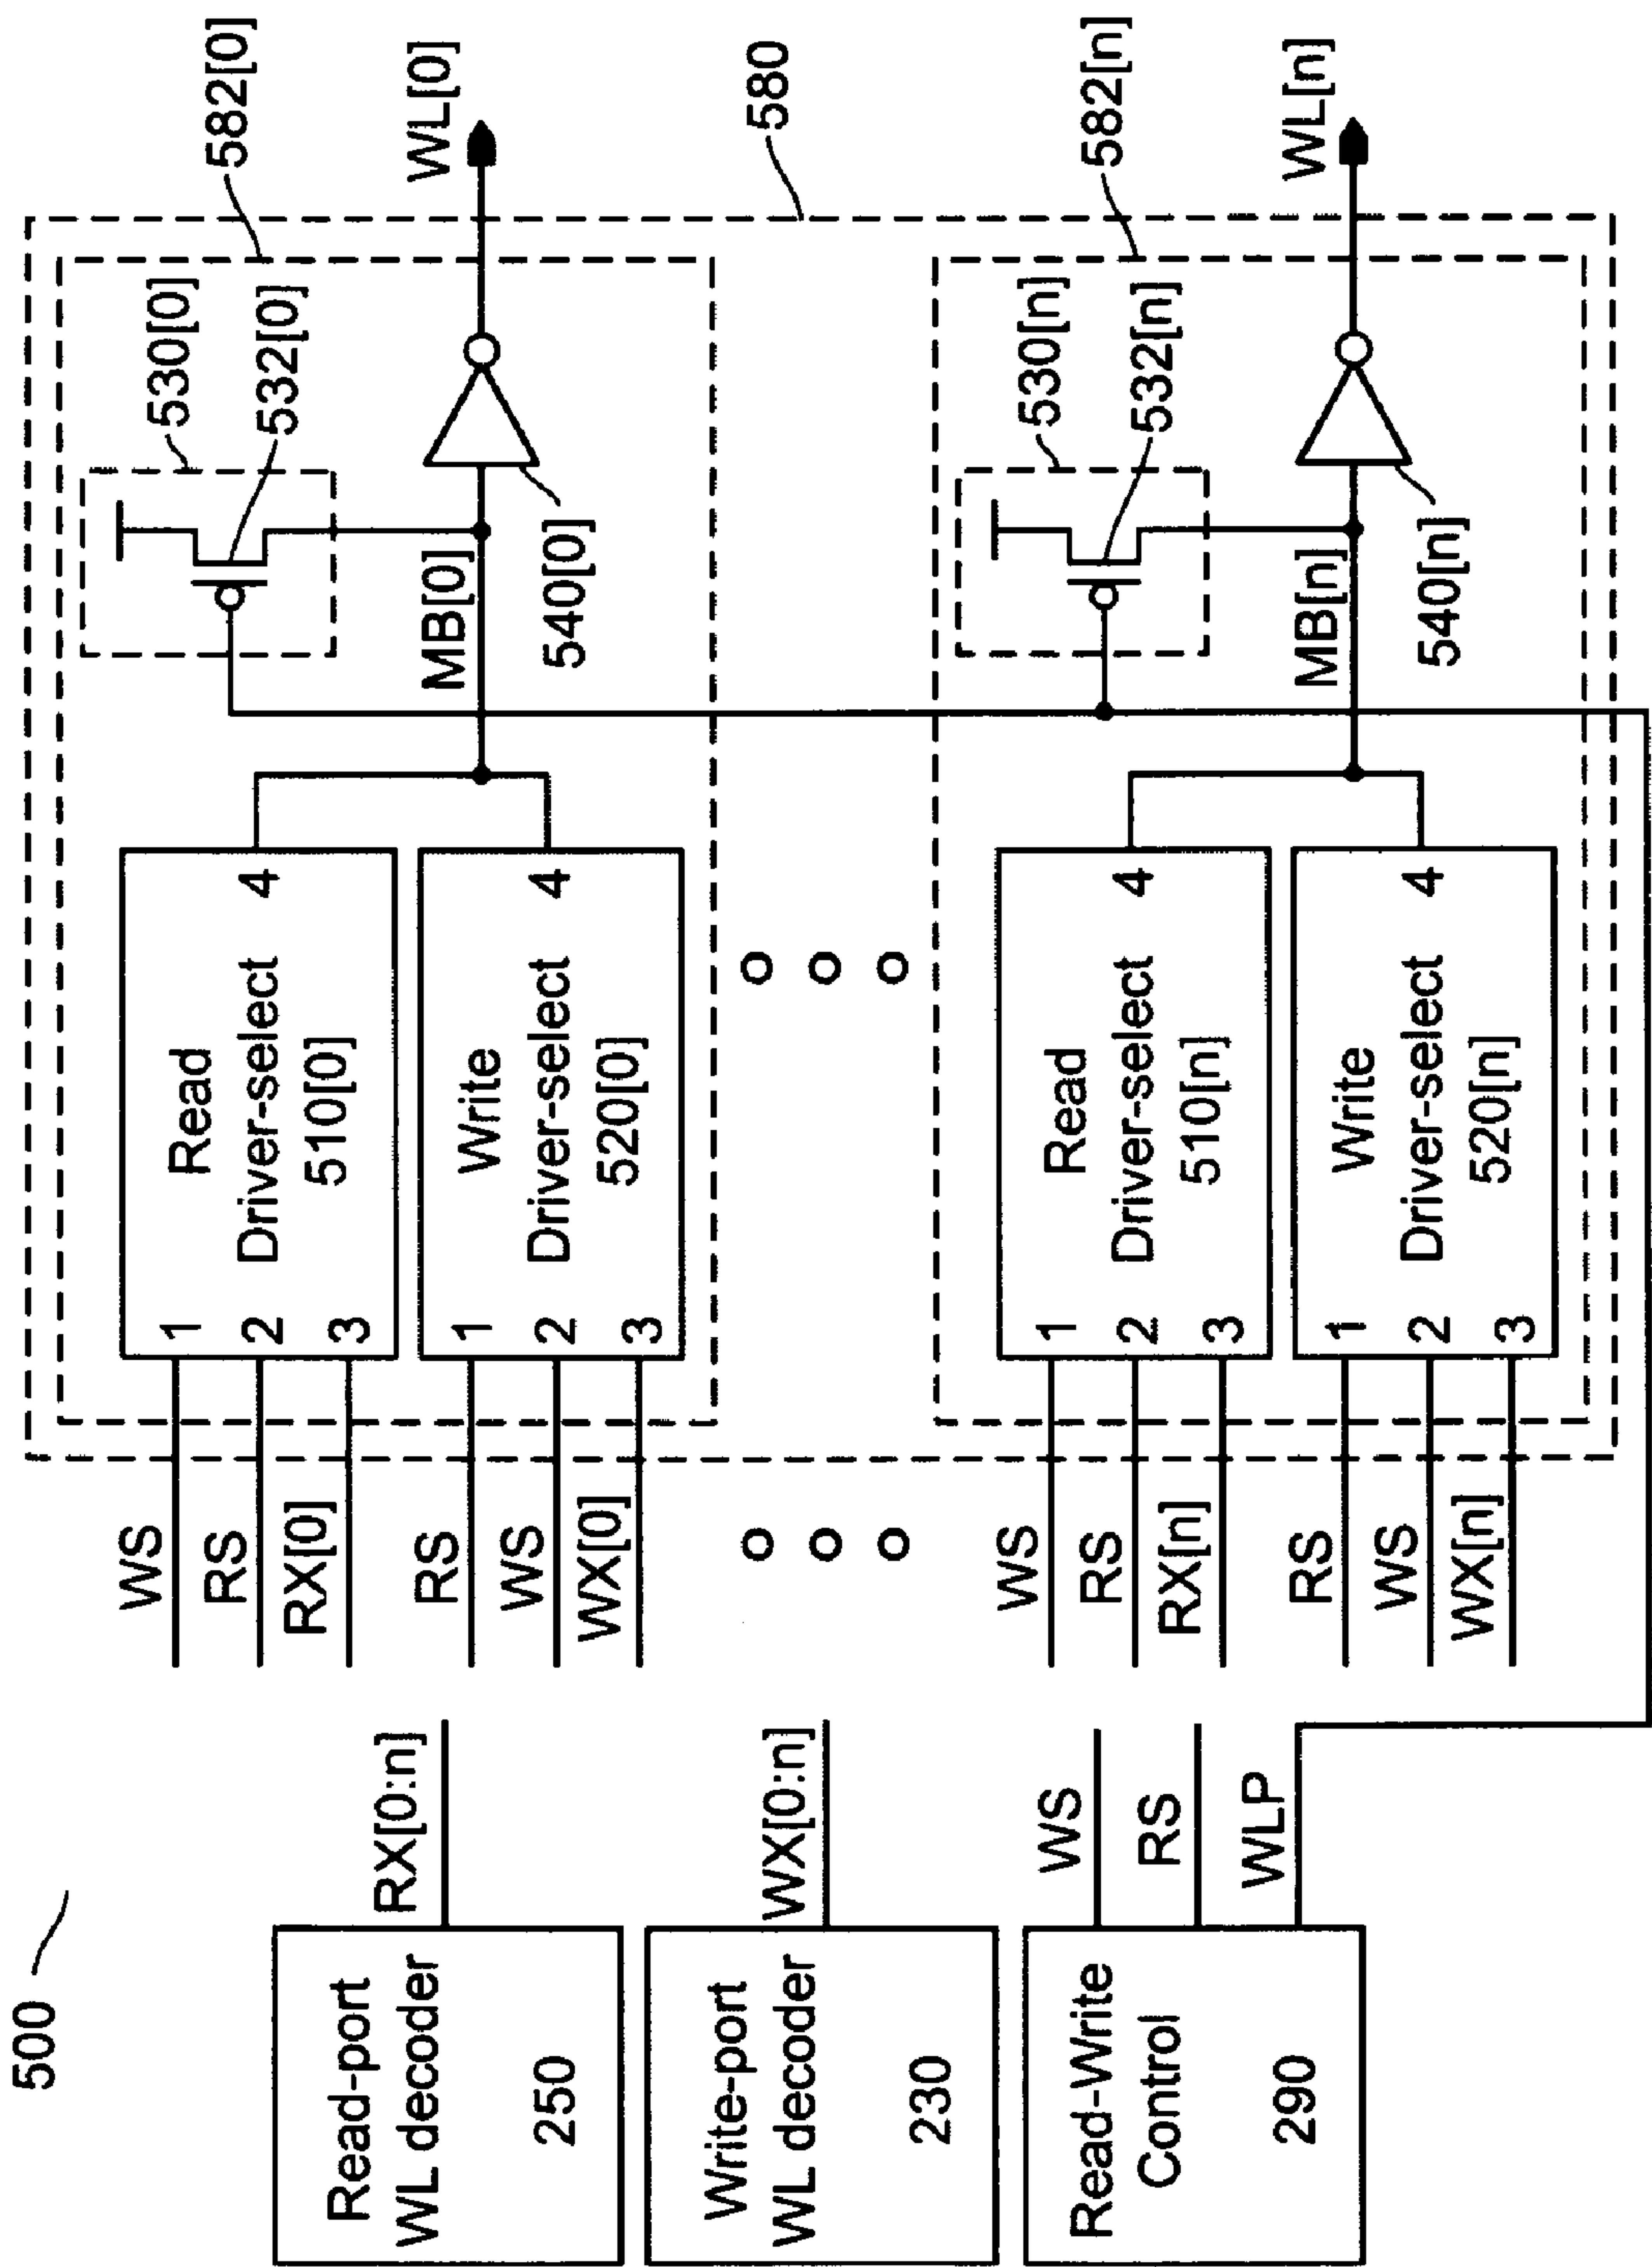 500
Read-port
WL decoder
250
RX[0:n]
Write-port
WL decoder
230
WX[0:n]
Read-Write
Control
290
WS
RS
WLP
WS
RS
RX[0]
1
2
3
Read
Driver-select
510[0]
4
RS
WS
WX[0]
1
2
3
Write
Driver-select
520[0]
4
MB[0]
530[0]
532[0]
540[0]
582[0]
WL[0]
580
WS
RS
RX[n]
1
2
3
Read
Driver-select
510[n]
4
RS
WS
WX[n]
1
2
3
Write
Driver-select
520[n]
4
MB[n]
530[n]
532[n]
540[n]
582[n]
WL[n]